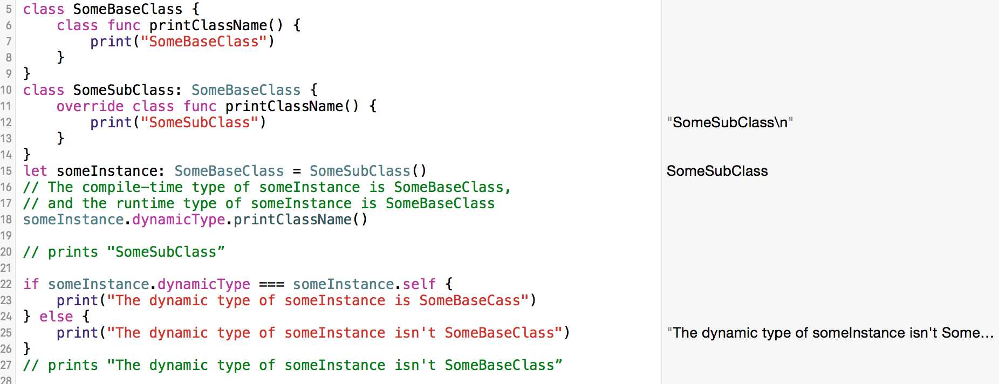 5 class SomeBaseClass {
6     class func printClassName() {
7         print("SomeBaseClass")
8     }
9 }
10 class SomeSubClass: SomeBaseClass {
11     override class func printClassName() {
12         print("SomeSubClass") "SomeSubClass\n"
13     }
14 }
15 let someInstance: SomeBaseClass = SomeSubClass() SomeSubClass
16 // The compile-time type of someInstance is SomeBaseClass,
17 // and the runtime type of someInstance is SomeBaseClass
18 someInstance.dynamicType.printClassName()
19
20 // prints "SomeSubClass”
21
22 if someInstance.dynamicType === someInstance.self {
23     print("The dynamic type of someInstance is SomeBaseCass")
24 } else {
25     print("The dynamic type of someInstance isn't SomeBaseClass") "The dynamic type of someInstance isn't Some...
26 }
27 // prints "The dynamic type of someInstance isn't SomeBaseClass”
28